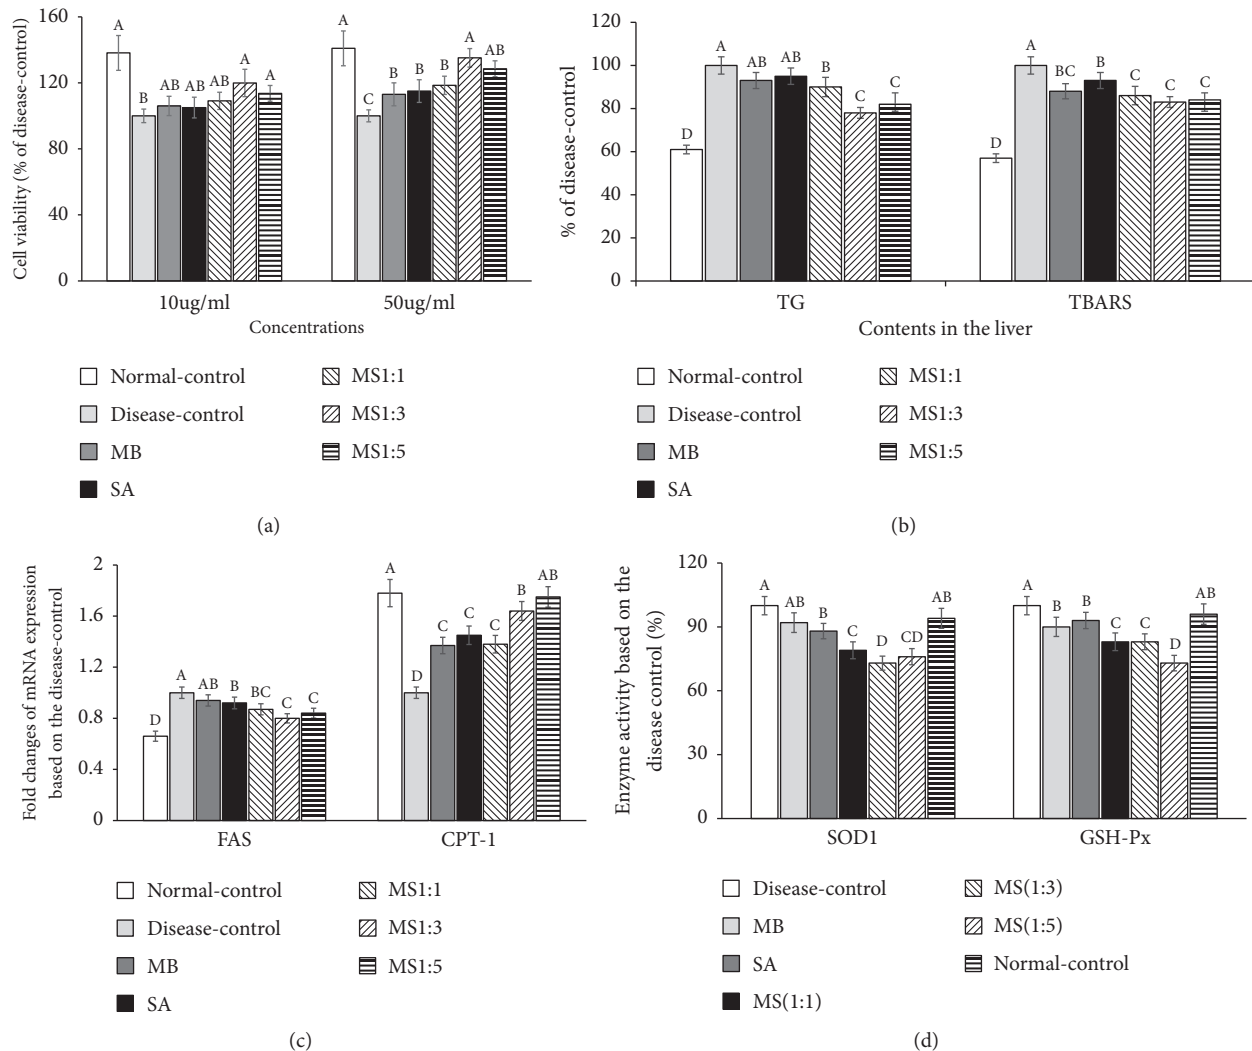 Cell viability (% of disease-control)
160
120
80
40
0
A
B
AB
AB
AB
A
A
A
C
B
B
B
A
AB
10ug/ml
50ug/ml
Concentrations
Normal-control
Disease-control
MB
SA
MS1:1
MS1:3
MS1:5
(a)
% of disease-control
120
100
80
60
40
20
0
D
A
AB
AB
B
C
C
D
A
BC
B
C
C
C
TG
TBARS
Contents in the liver
Normal-control
Disease-control
MB
SA
MS1:1
MS1:3
MS1:5
(b)
Fold changes of mRNA expression
based on the disease-control
2
1.6
1.2
0.8
0.4
0
D
A
AB
B
BC
C
C
A
D
C
C
C
B
AB
FAS
CPT-1
Normal-control
Disease-control
MB
SA
MS1:1
MS1:3
MS1:5
(c)
Enzyme activity based on the
disease control (%)
120
90
60
30
0
A
AB
B
C
D
CD
AB
A
B
B
C
C
D
AB
SOD1
GSH-Px
Disease-control
MB
SA
MS(1:1)
MS(1:3)
MS(1:5)
Normal-control
(d)